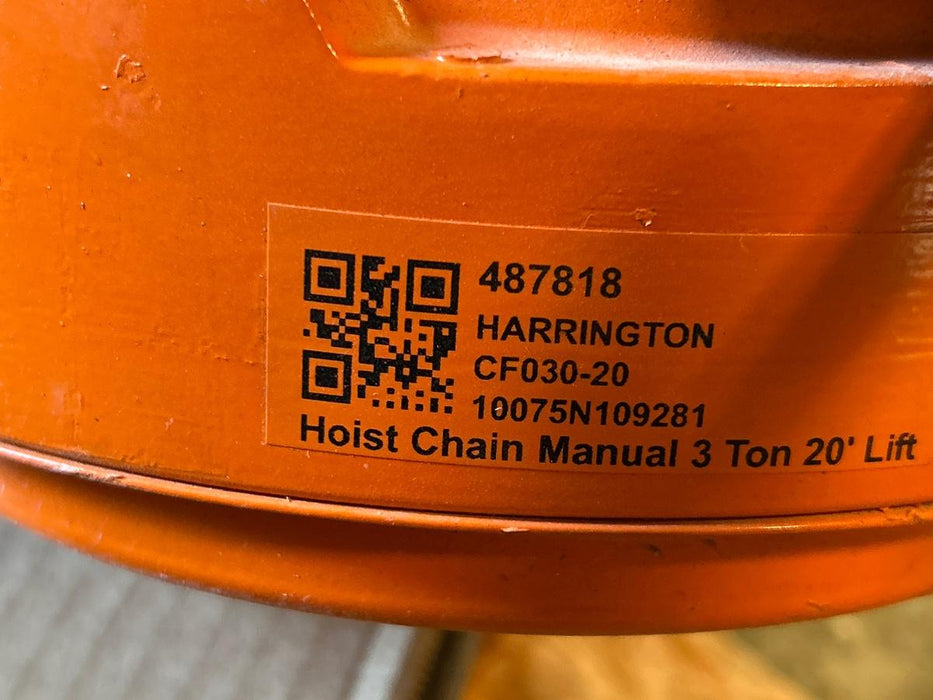 487818
HARRINGTON
CF030-20
10075N109281
Hoist Chain Manual 3 Ton 20' Lift